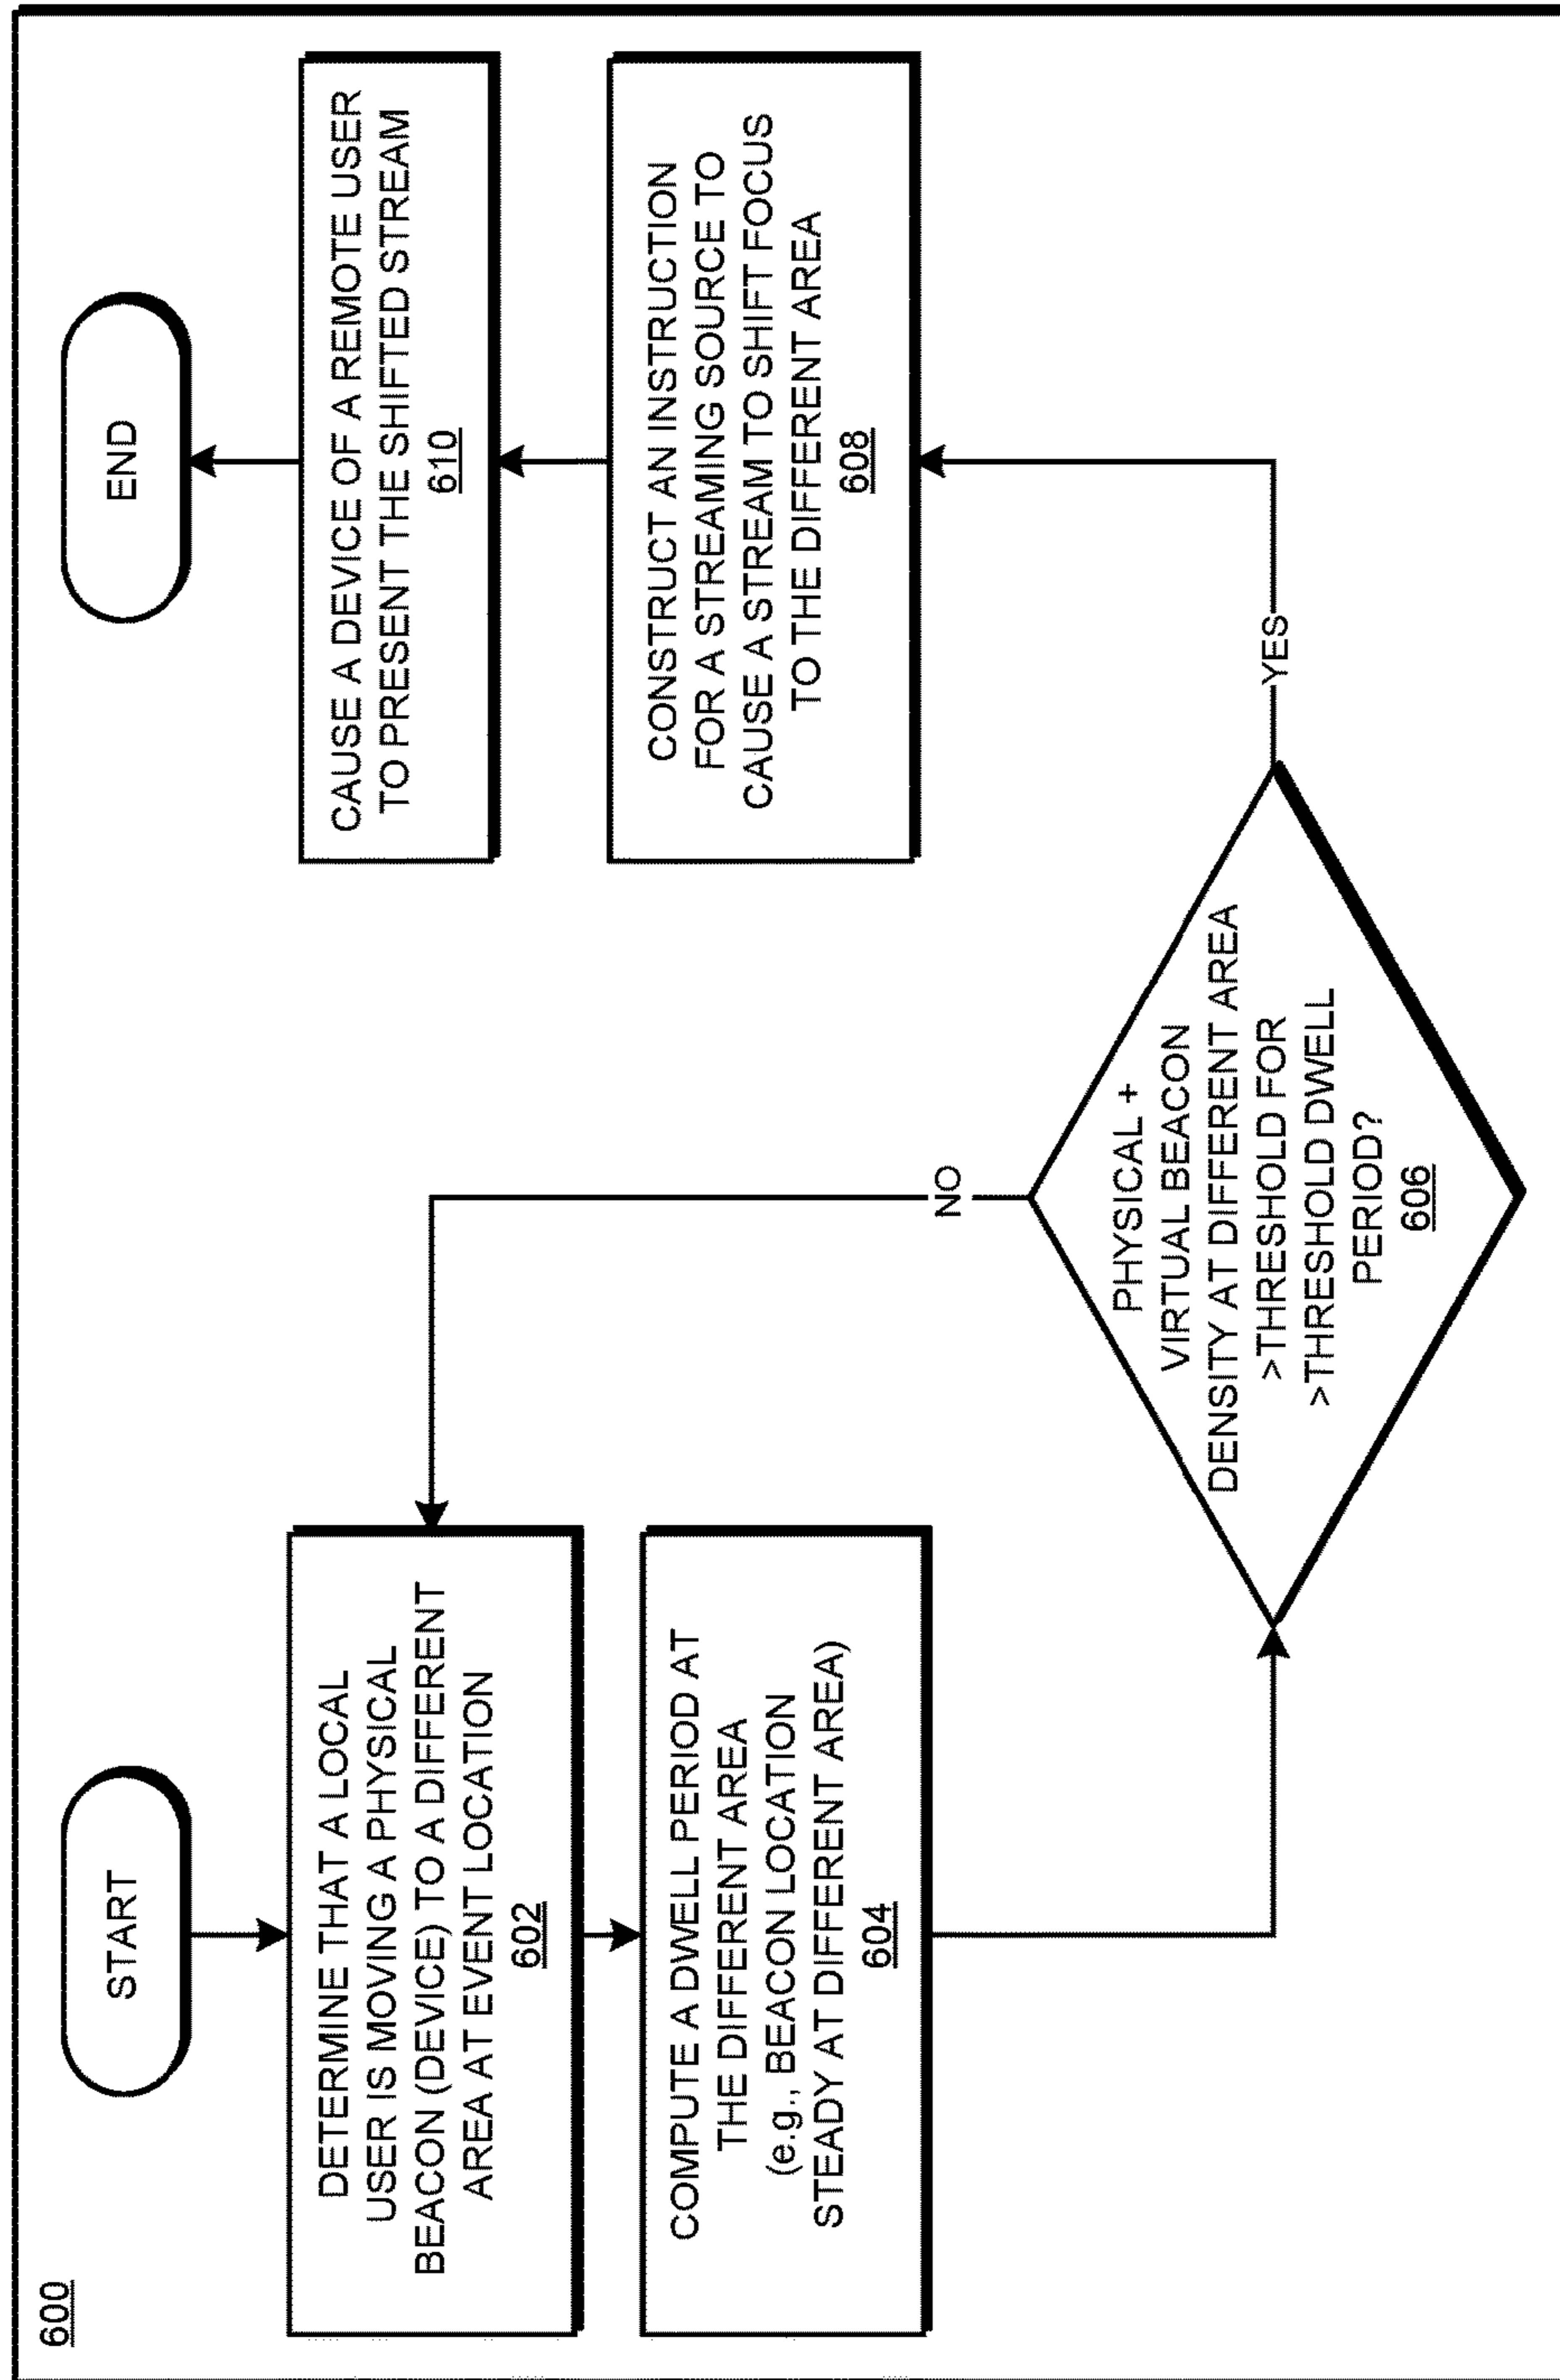 600
START
DETERMINE THAT A LOCAL
USER IS MOVING A PHYSICAL
BEACON (DEVICE) TO A DIFFERENT
AREA AT EVENT LOCATION
602
COMPUTE A DWELL PERIOD AT
THE DIFFERENT AREA
(e.g., BEACON LOCATION
STEADY AT DIFFERENT AREA)
604
PHYSICAL +
VIRTUAL BEACON
DENSITY AT DIFFERENT AREA
>THRESHOLD FOR
>THRESHOLD DWELL
PERIOD?
606
NO
YES
CONSTRUCT AN INSTRUCTION
FOR A STREAMING SOURCE TO
CAUSE A STREAM TO SHIFT FOCUS
TO THE DIFFERENT AREA
608
CAUSE A DEVICE OF A REMOTE USER
TO PRESENT THE SHIFTED STREAM
610
END